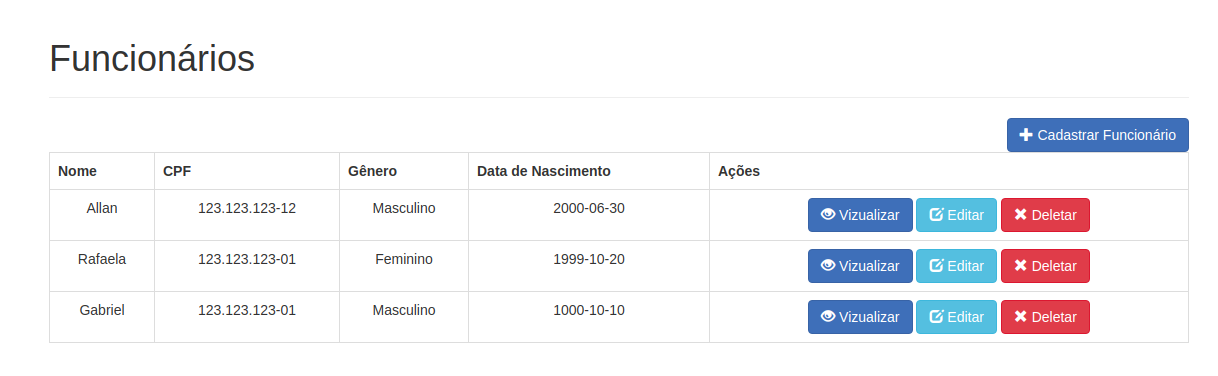 Funcionários
Cadastrar Funcionário
Nome CPF Gênero Data de Nascimento Ações
Allan 123.123.123-12 Masculino 2000-06-30 Vizualizar Editar Deletar
Rafaela 123.123.123-01 Feminino 1999-10-20 Vizualizar Editar Deletar
Gabriel 123.123.123-01 Masculino 1000-10-10 Vizualizar Editar Deletar